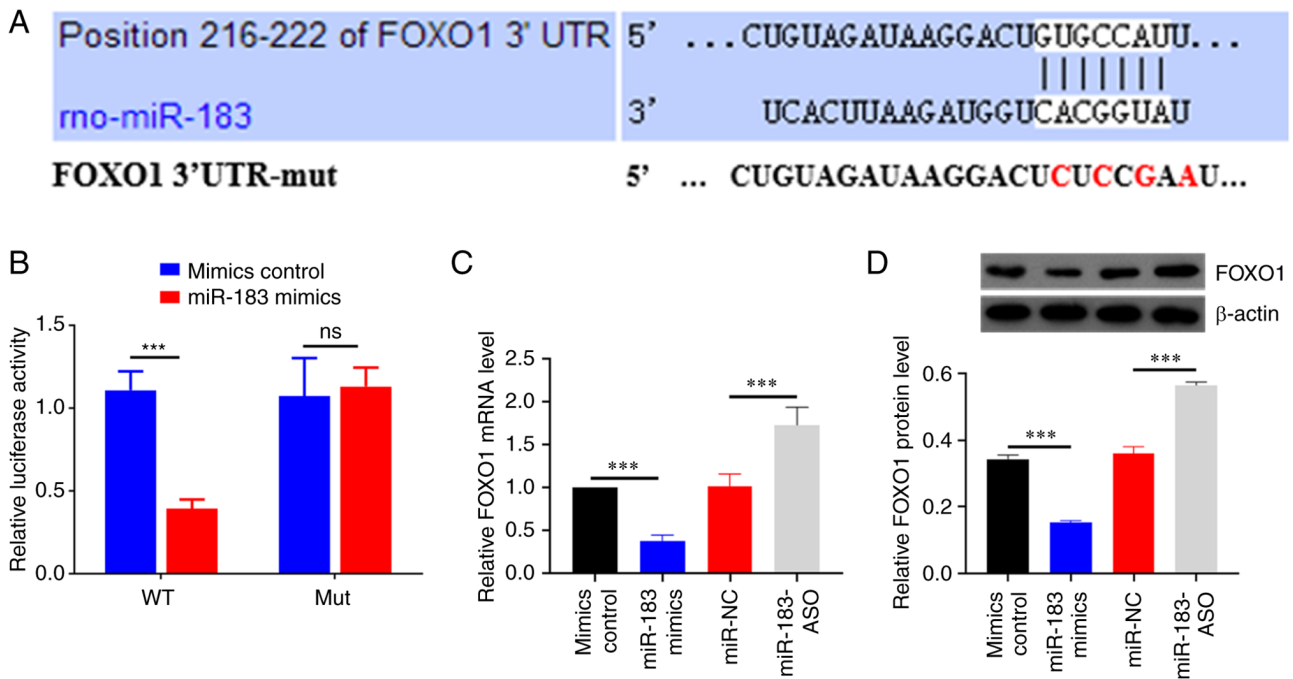 A
Position 216-222 of FOXO1 3' UTR 5' ...CUGUAGAUAAGGACUGUGCCAUU...
rno-miR-183 3' UCACUUAAGAUGGUCACGGUAU
FOXO1 3’UTR-mut 5’ ... CUGUAGAUAAGGACUCUCCGAAU...
B
Mimics control
miR-183 mimics
Relative luciferase activity
1.5
1.0
0.5
0.0
***
ns
WT Mut
C
Relative FOXO1 mRNA level
2.5
2.0
1.5
1.0
0.5
0.0
***
***
Mimics
control
miR-183
mimics
miR-NC
miR-183-
ASO
D
FOXO1
β-actin
Relative FOXO1 protein level
0.6
0.4
0.2
0.0
***
***
Mimics
control
miR-183
mimics
miR-NC
miR-183-
ASO